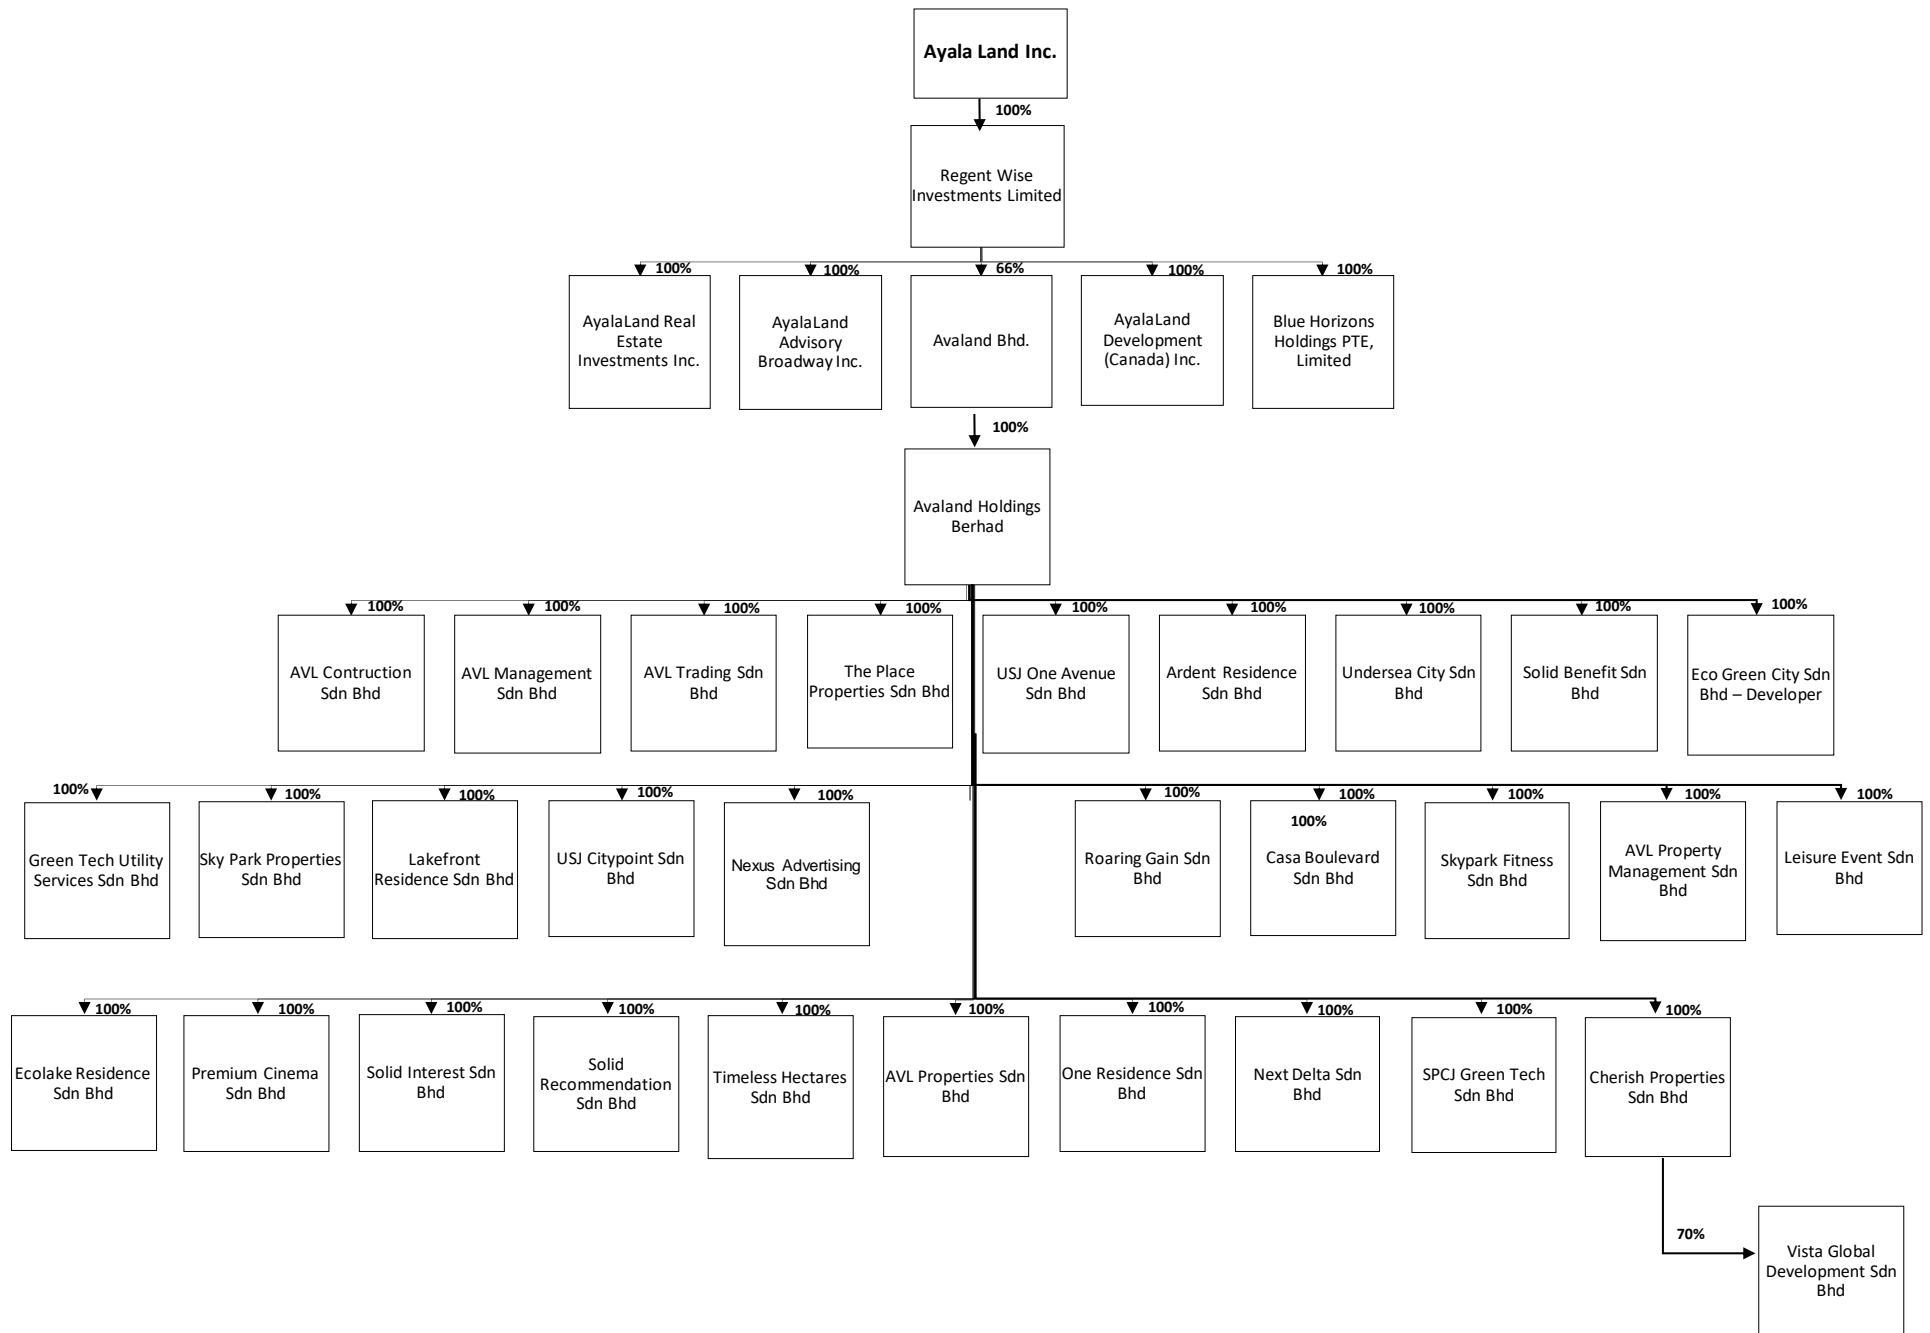 Ayala Land Inc.
100%
Regent Wise
Investments Limited
100%
100%
66%
100%
100%
AyalaLand Real
Estate
Investments Inc.
AyalaLand
Advisory
Broadway Inc.
Avaland Bhd.
AyalaLand
Development
(Canada) Inc.
Blue Horizons
Holdings PTE,
Limited
100%
Avaland Holdings
Berhad
100%
100%
100%
100%
100%
100%
100%
100%
100%
AVL Contruction
Sdn Bhd
AVL Management
Sdn Bhd
AVL Trading Sdn
Bhd
The Place
Properties Sdn Bhd
USJ One Avenue
Sdn Bhd
Ardent Residence
Sdn Bhd
Undersea City Sdn
Bhd
Solid Benefit Sdn
Bhd
Eco Green City Sdn
Bhd – Developer
100%
100%
100%
100%
100%
100%
100%
100%
100%
100%
Green Tech Utility
Services Sdn Bhd
Sky Park Properties
Sdn Bhd
Lakefront
Residence Sdn Bhd
USJ Citypoint Sdn
Bhd
Nexus Advertising
Sdn Bhd
Roaring Gain Sdn
Bhd
100%
Casa Boulevard
Sdn Bhd
Skypark Fitness
Sdn Bhd
AVL Property
Management Sdn
Bhd
Leisure Event Sdn
Bhd
100%
100%
100%
100%
100%
100%
100%
100%
100%
100%
Ecolake Residence
Sdn Bhd
Premium Cinema
Sdn Bhd
Solid Interest Sdn
Bhd
Solid
Recommendation
Sdn Bhd
Timeless Hectares
Sdn Bhd
AVL Properties Sdn
Bhd
One Residence Sdn
Bhd
Next Delta Sdn
Bhd
SPCJ Green Tech
Sdn Bhd
Cherish Properties
Sdn Bhd
70%
Vista Global
Development Sdn
Bhd